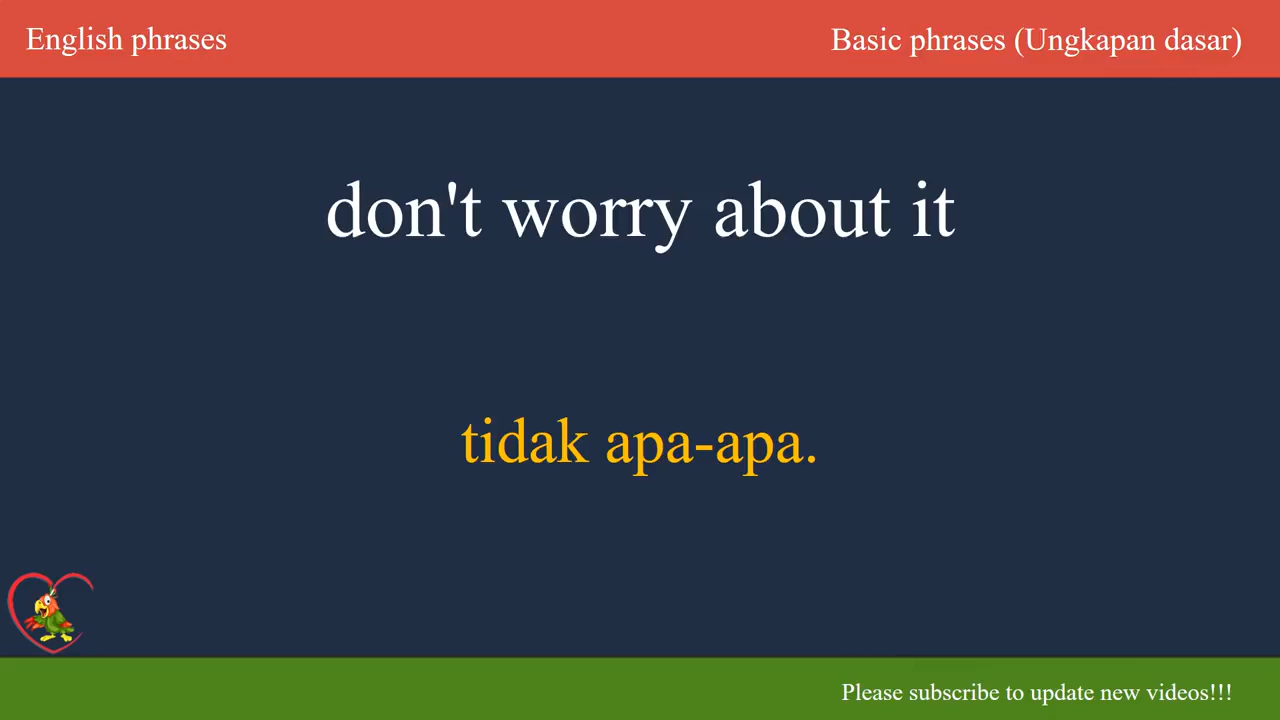 English phrases
Basic phrases (Ungkapan dasar)
don't worry about it
tidak apa-apa.
Please subscribe to update new videos!!!